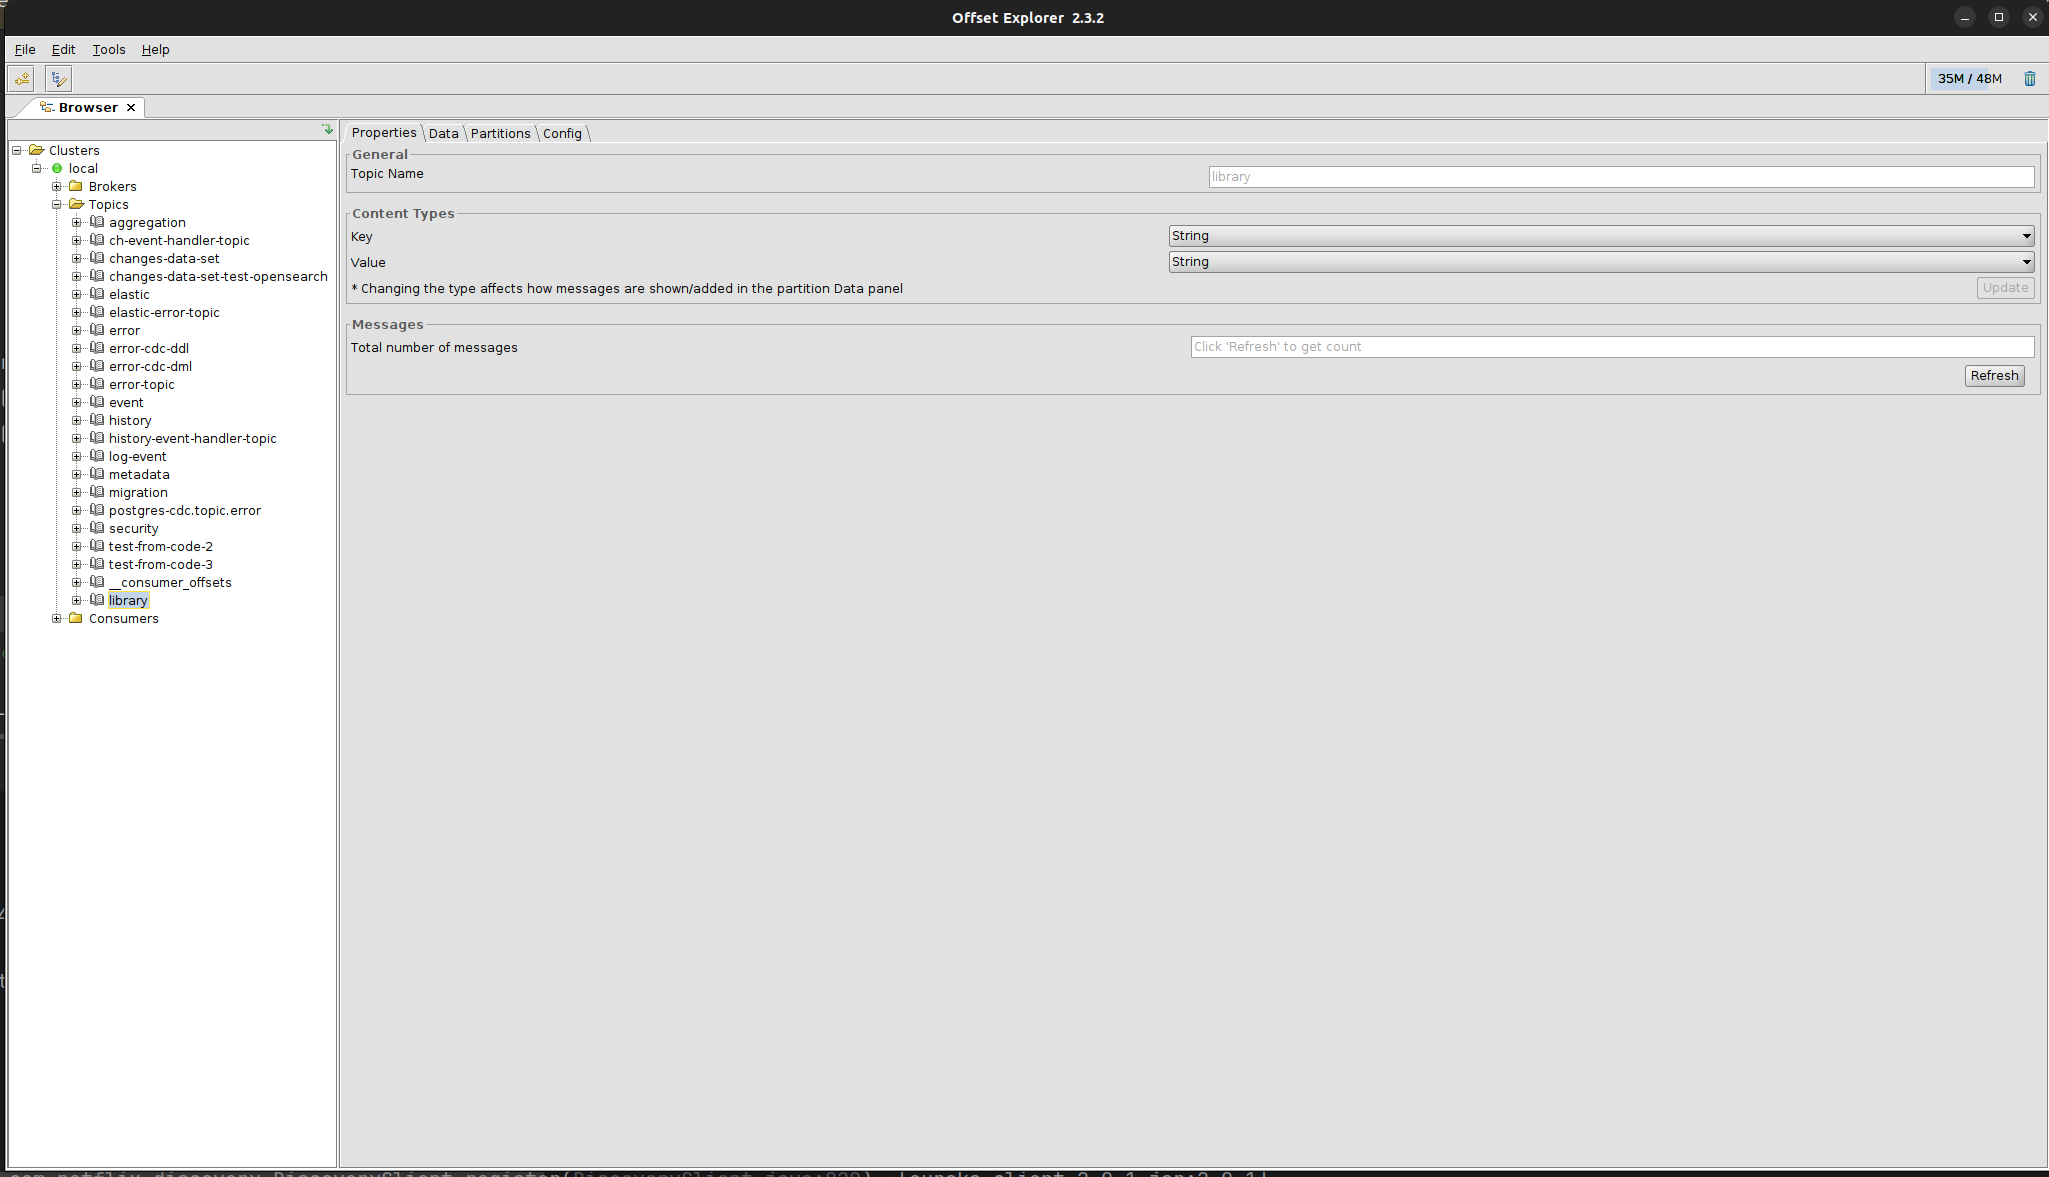 Offset Explorer 2.3.2
File Edit Tools Help
35M / 48M
Browser
Clusters
local
Brokers
Topics
aggregation
ch-event-handler-topic
changes-data-set
changes-data-set-test-opensearch
elastic
elastic-error-topic
error
error-cdc-ddl
error-cdc-dml
error-topic
event
history
history-event-handler-topic
log-event
metadata
migration
postgres-cdc.topic.error
security
test-from-code-2
test-from-code-3
__consumer_offsets
library
Consumers
Properties Data Partitions Config
General
Topic Name library
Content Types
Key String
Value String
* Changing the type affects how messages are shown/added in the partition Data panel
Update
Messages
Total number of messages Click 'Refresh' to get count
Refresh